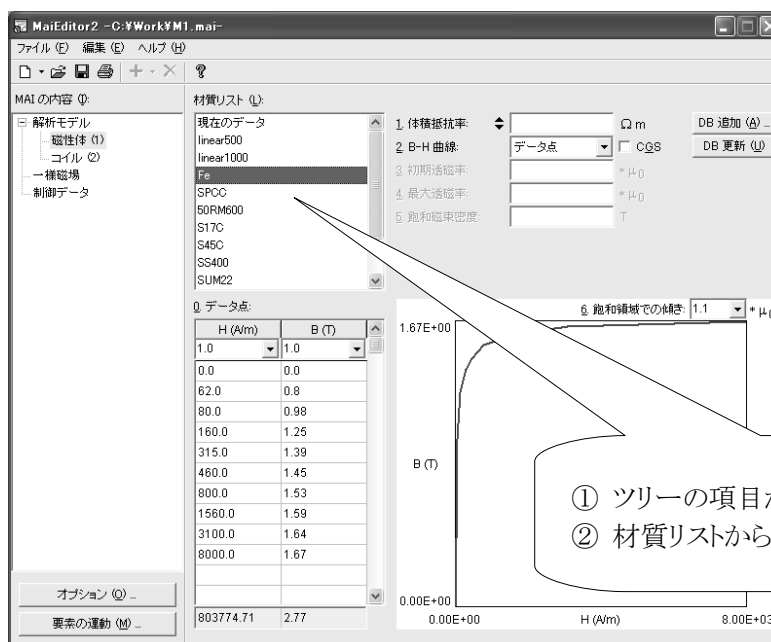 MaiEditor2 -C:¥Work¥M1.mai-
ファイル (F) 編集 (E) ヘルプ (H)
MAI の内容 (I):
解析モデル
磁性体 (1)
コイル (2)
一様磁場
制御データ
オプション (O) ...
要素の運動 (M) ...
材質リスト (L):
現在のデータ
linear500
linear1000
Fe
SPCC
50RM600
S17C
S45C
SS400
SUM22
1. 体積抵抗率: Ωm
2. B-H 曲線: データ点 CGS
3. 初期透磁率: * μ0
4. 最大透磁率: * μ0
5. 飽和磁束密度: T
DB 追加 (A) ...
DB 更新 (U)
0. データ点:
H (A/m) B (T)
1.0 1.0
0.0 0.0
62.0 0.8
80.0 0.98
160.0 1.25
315.0 1.39
460.0 1.45
800.0 1.53
1560.0 1.59
3100.0 1.64
8000.0 1.67
803774.71 2.77
6. 飽和領域での傾き: 1.1 * μ0
1.67E+00
B (T)
0.00E+00
0.00E+00 H (A/m) 8.00E+03
① ツリーの項目
② 材質リストから